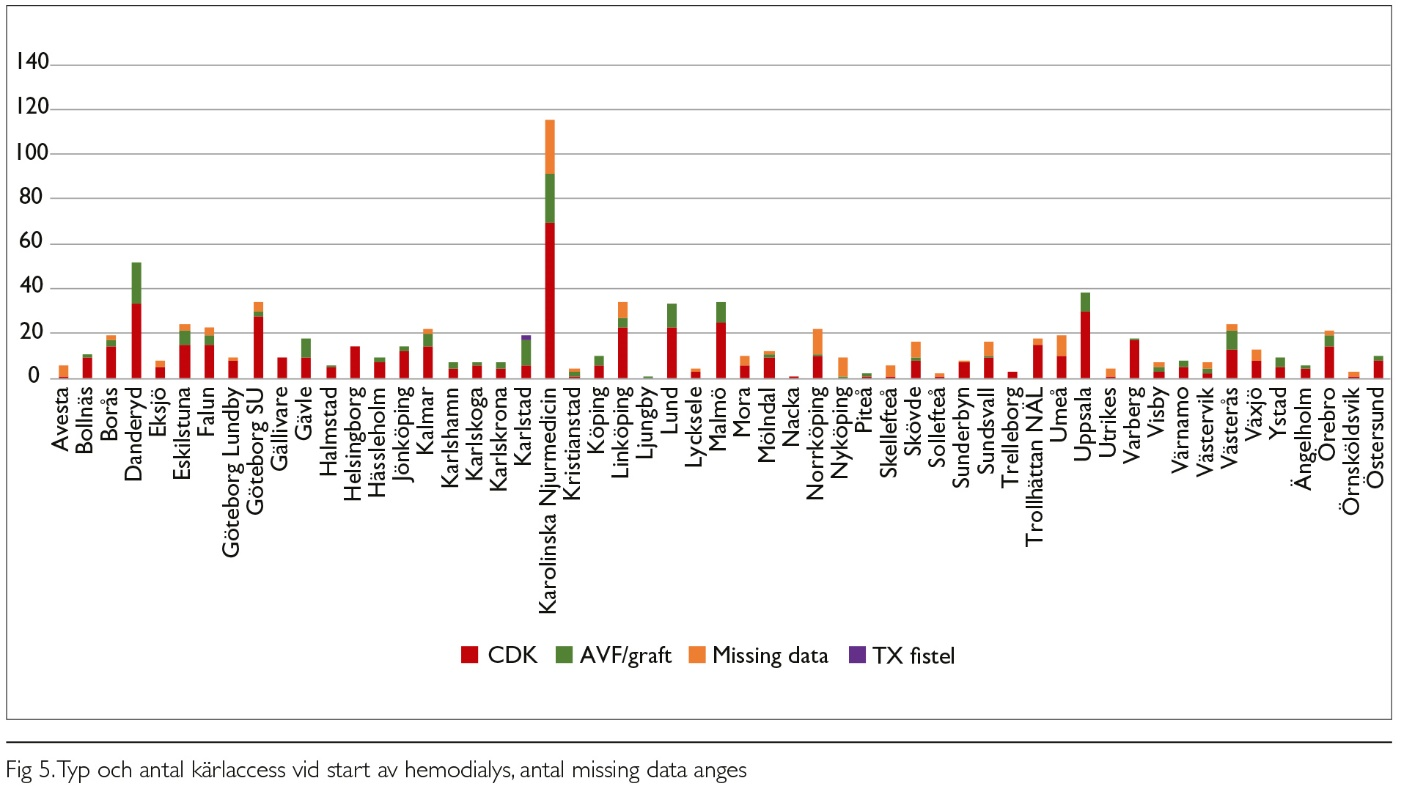 140
120
100
80
60
40
20
0
Avesta
Bollnäs
Borås
Danderyd
Eksjö
Eskilstuna
Falun
Göteborg Lundby
Göteborg SU
Gällivare
Gävle
Halmstad
Helsingborg
Hässleholm
Jönköping
Kalmar
Karlshamn
Karlskoga
Karlskrona
Karlstad
Karolinska Njurmedicin
Kristianstad
Köping
Linköping
Ljungby
Lund
Lycksele
Malmö
Mora
Mölndal
Nacka
Norrköping
Nyköping
Piteå
Skellefteå
Skövde
Sollefteå
Sunderbyn
Sundsvall
Trelleborg
Trollhättan NÄL
Umeå
Uppsala
Utrikes
Varberg
Visby
Värnamo
Västervik
Västerås
Växjö
Ystad
Ängelholm
Örebro
Örnsköldsvik
Östersund
CDK AVF/graft Missing data TX fistel
Fig 5. Typ och antal kärlaccess vid start av hemodialys, antal missing data anges